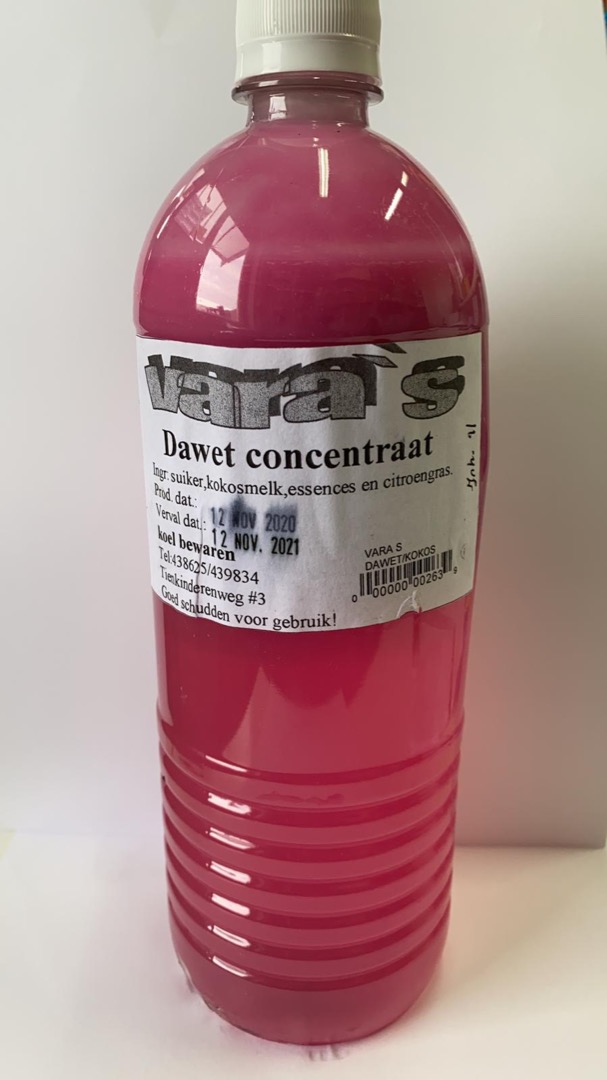 vara`s
Dawet concentraat
Ingr: suiker,kokosmelk,essences en citroengras.
Prod. dat.: 12 NOV 2020
Verval dat,: 12 NOV. 2021
koel bewaren
Tel:438625/439834
Tienkinderenweg #3
Goed schudden voor gebruik!
VARA S
DAWET/KOKOS
0 00000 00263 9